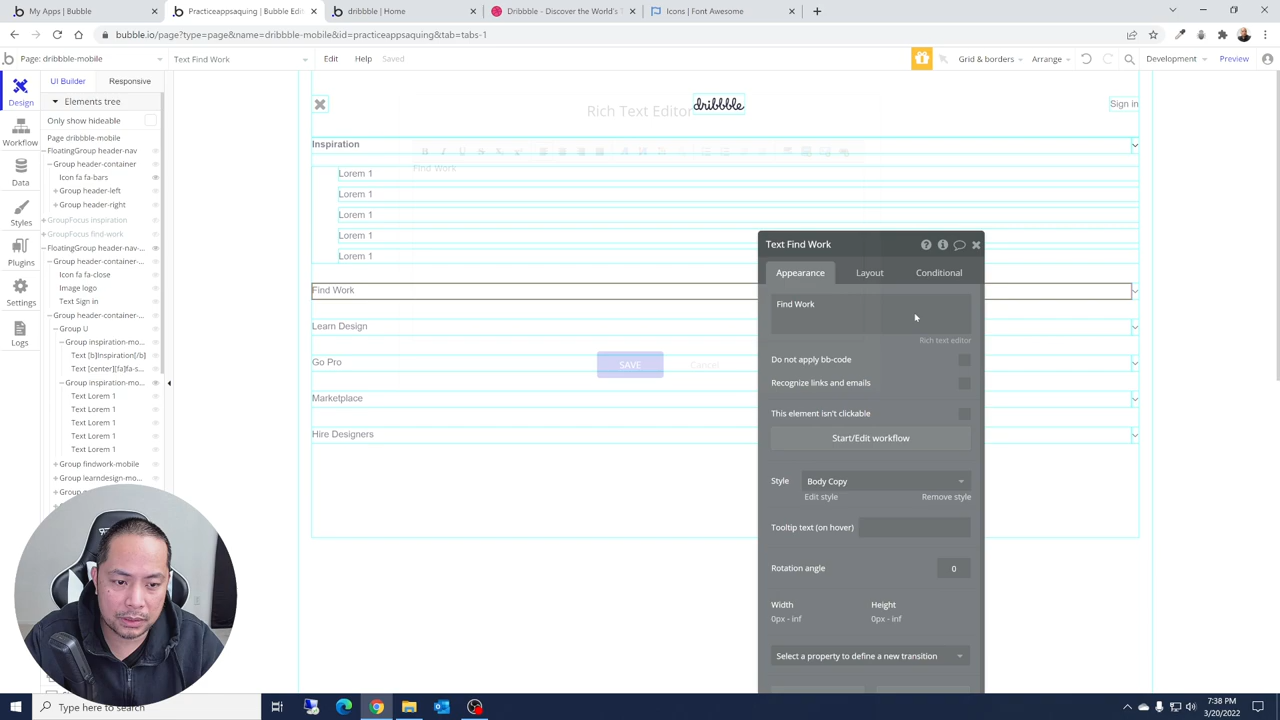 My Apps
Practiceappsaquing | Bubble Edi
dribbble | Home
Dribbble - Discover the World's T
Icons | Font Awesome
bubble.io/page?type=page&name=dribbble-mobile&id=practiceappsaquing&tab=tabs-1
Page: dribbble-mobile
Text Find Work
Edit
Help
Saved
Grid & borders
Arrange
Development
Preview
Design
Workflow
Data
Styles
Plugins
Settings
Logs
UI Builder
Responsive
Elements tree
Only show hideable
Page dribbble-mobile
FloatingGroup header-nav
Group header-container
Icon fa fa-bars
Group header-left
Group header-right
GroupFocus inspiration
GroupFocus find-work
FloatingGroup header-nav-...
Group header-container-...
Icon fa fa-close
Image logo
Text Sign in
Group header-container-...
Group U
Group inspiration-mo...
Text [b]Inspiration[/b]
Text [center][fa]fa-s...
Group inspiration-mo...
Text Lorem 1
Text Lorem 1
Text Lorem 1
Text Lorem 1
Text Lorem 1
Group findwork-mobile
Group learndesign-mo...
Rich Text Editor
dribbble
Sign in
Inspiration
Find Work
Lorem 1
Lorem 1
Lorem 1
Lorem 1
Lorem 1
Find Work
Learn Design
Go Pro
SAVE
Cancel
Marketplace
Hire Designers
Text Find Work
Appearance
Layout
Conditional
Find Work
Rich text editor
Do not apply bb-code
Recognize links and emails
This element isn't clickable
Start/Edit workflow
Style
Body Copy
Edit style
Remove style
Tooltip text (on hover)
Rotation angle
0
Width
Height
0px - inf
0px - inf
Select a property to define a new transition
Type here to search
7:38 PM
3/20/2022